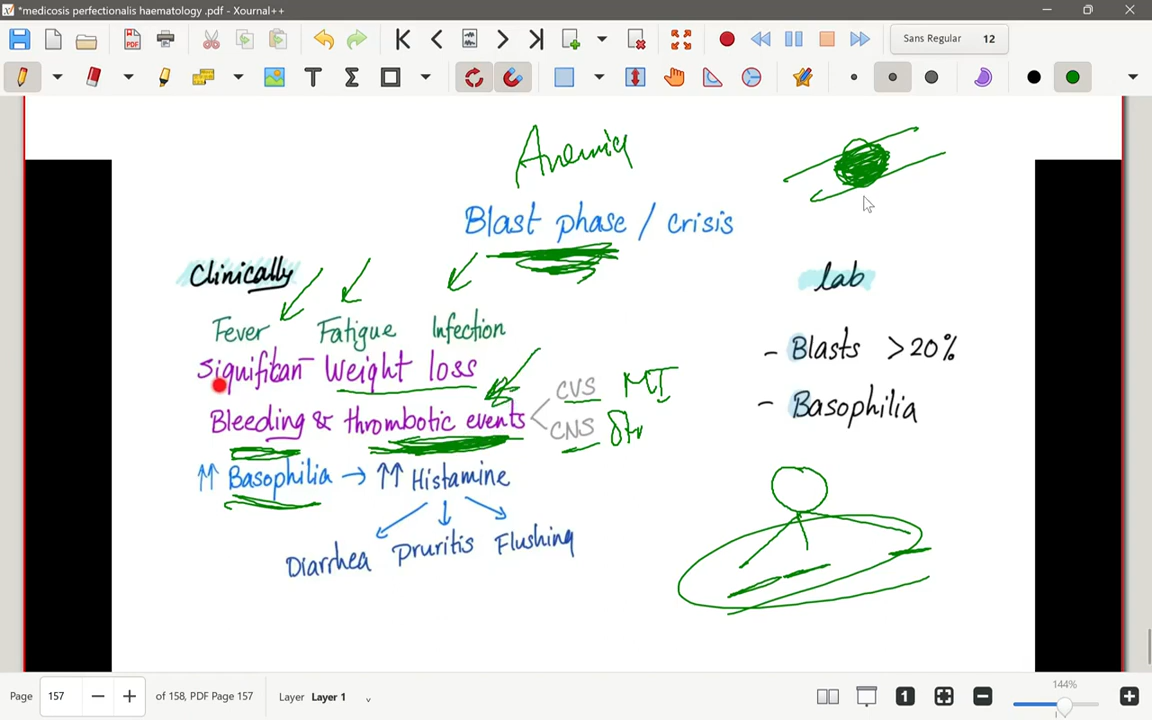 *medicosis perfectionalis haematology .pdf - Xournal++
PDF
Sans Regular 12
Anemia
Blast phase / crisis
Clinically
lab
Fever Fatigue Infection
Significant Weight loss
Bleeding & thrombotic events
CVS MI
CNS Str
- Blasts >20%
- Basophilia
↑↑ Basophilia → ↑↑ Histamine
Diarrhea Pruritis Flushing
Page 157 of 158, PDF Page 157 Layer Layer 1
144%